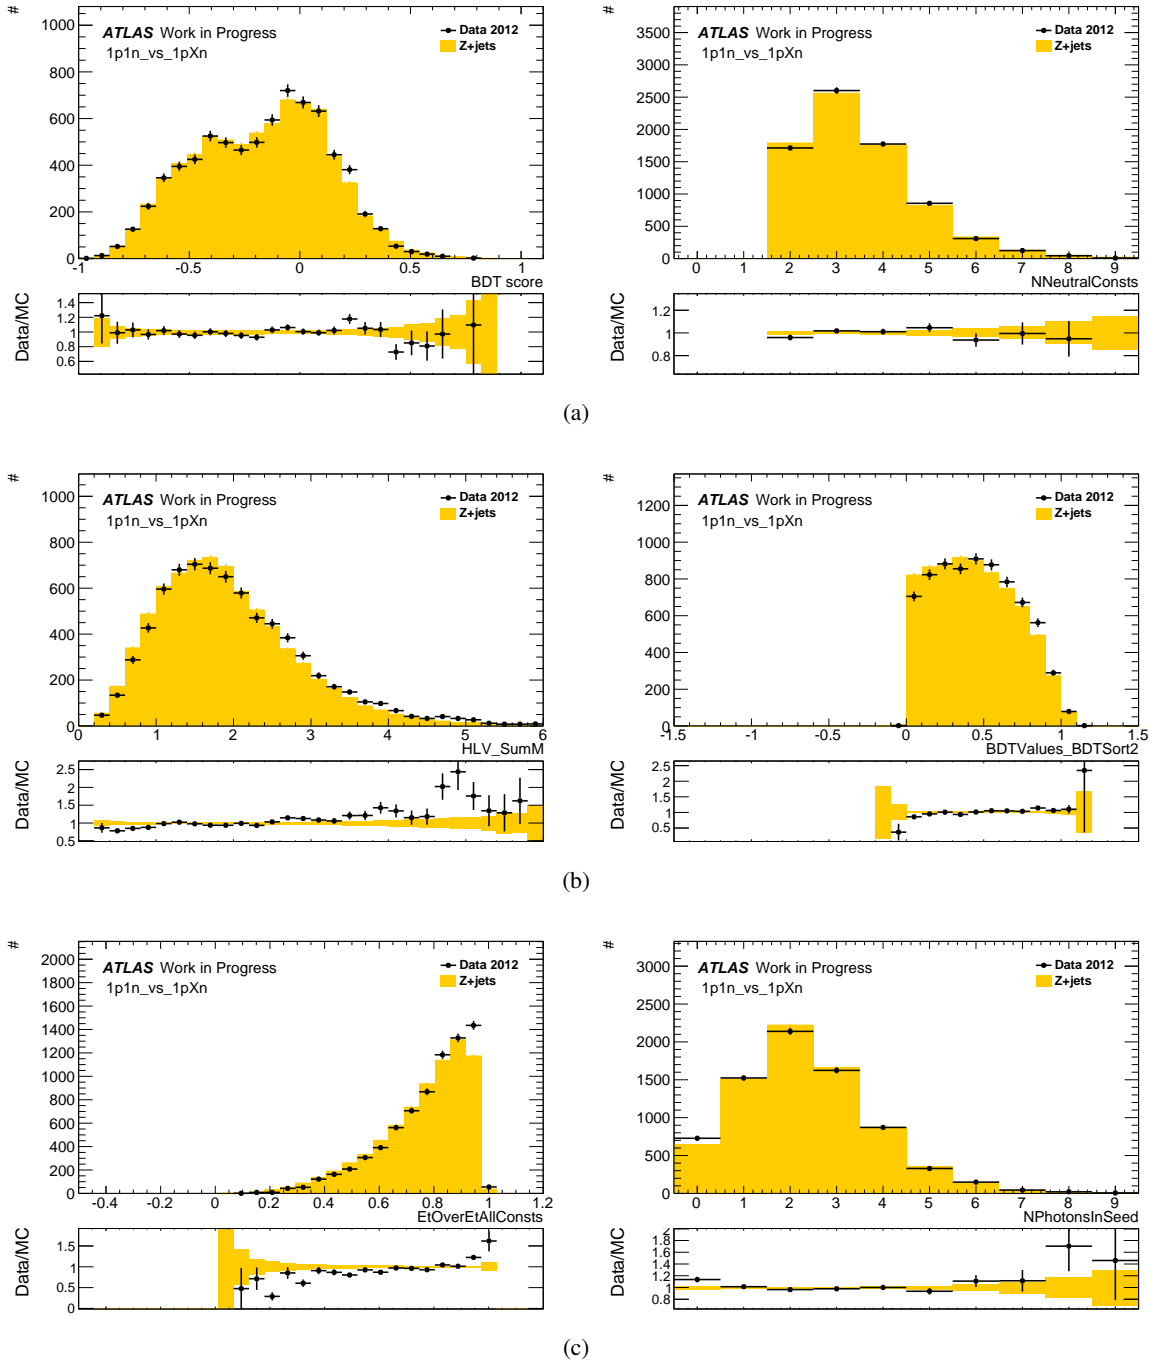 #
1000
800
600
400
200
0
ATLAS Work in Progress
1p1n_vs_1pXn
Data 2012
Z+jets
-1 -0.5 0 0.5 1
BDT score
Data/MC
1.4
1.2
1.0
0.8
0.6
#
3500
3000
2500
2000
1500
1000
500
0
ATLAS Work in Progress
1p1n_vs_1pXn
Data 2012
Z+jets
0 1 2 3 4 5 6 7 8 9
NNeutralConsts
Data/MC
1.2
1
0.8
(a)
#
1000
800
600
400
200
0
ATLAS Work in Progress
1p1n_vs_1pXn
Data 2012
Z+jets
0 1 2 3 4 5 6
HLV_SumM
Data/MC
2.5
2
1.5
1
0.5
#
1200
1000
800
600
400
200
0
ATLAS Work in Progress
1p1n_vs_1pXn
Data 2012
Z+jets
-1.5 -1 -0.5 0 0.5 1 1.5
BDTValues_BDTSort2
Data/MC
2.5
2
1.5
1
0.5
(b)
#
2000
1800
1600
1400
1200
1000
800
600
400
200
0
ATLAS Work in Progress
1p1n_vs_1pXn
Data 2012
Z+jets
-0.4 -0.2 0 0.2 0.4 0.6 0.8 1.0 1.2
EtOverEtAllConsts
Data/MC
1.5
1
0.5
0
#
3000
2500
2000
1500
1000
500
0
ATLAS Work in Progress
1p1n_vs_1pXn
Data 2012
Z+jets
0 1 2 3 4 5 6 7 8 9
NPhotonsInSeed
Data/MC
1.8
1.6
1.4
1.2
1
0.8
(c)